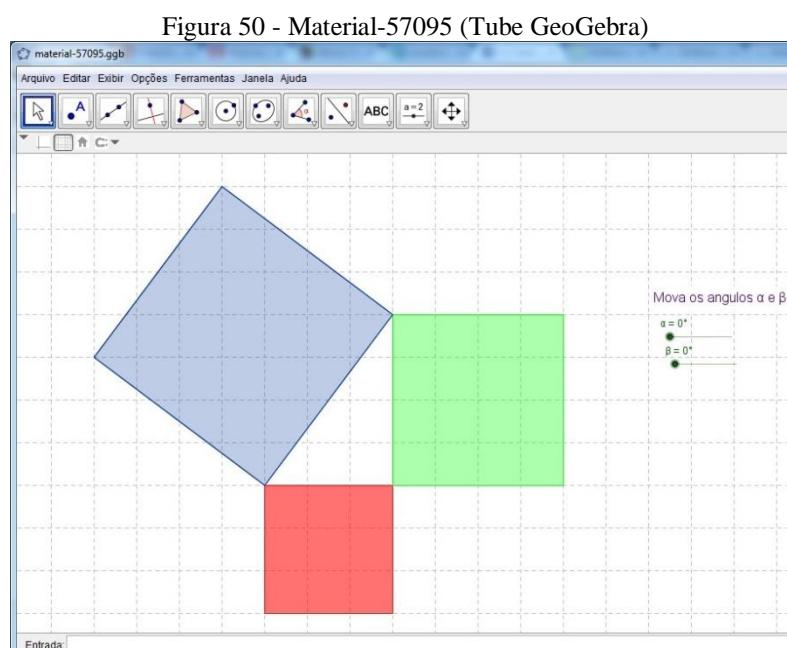 Figura 50 - Material-57095 (Tube GeoGebra)
material-57095.ggb
Arquivo Editar Exibir Opções Ferramentas Janela Ajuda
A
α
ABC
a=2
Mova os angulos α e β
α = 0°
β = 0°
Entrada: